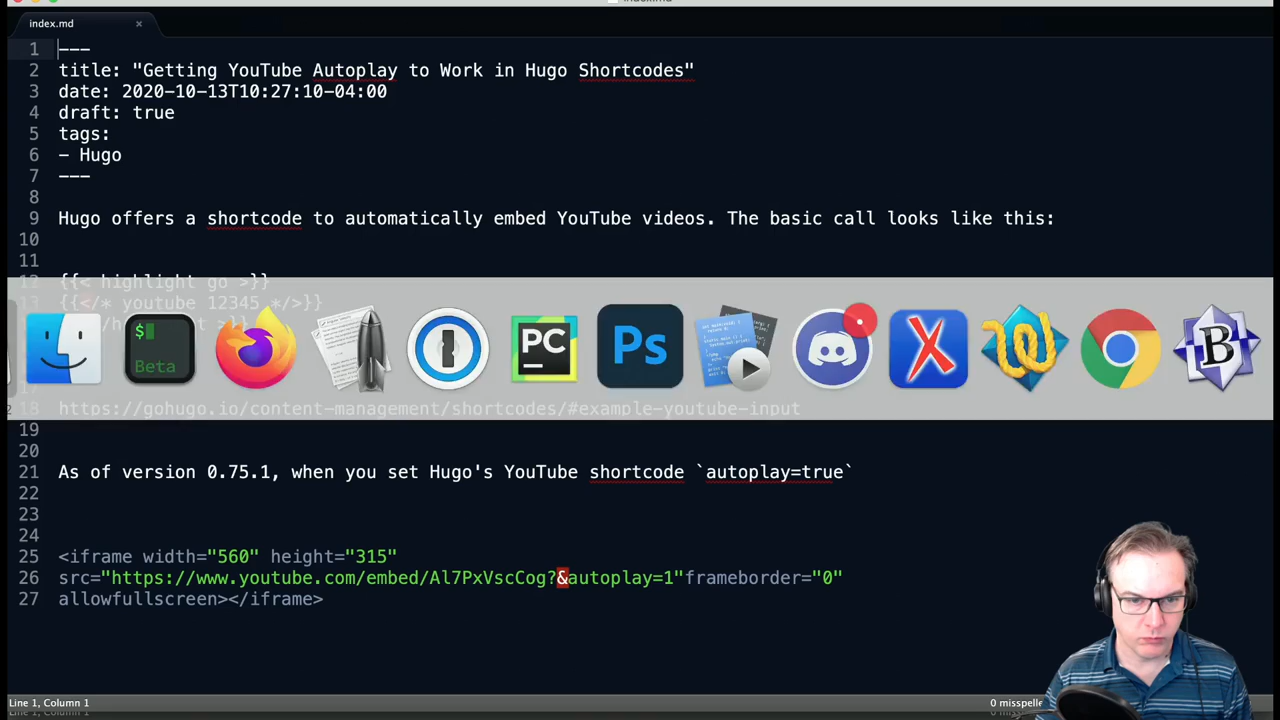 index.md
1 ---
2 title: "Getting YouTube Autoplay to Work in Hugo Shortcodes"
3 date: 2020-10-13T10:27:10-04:00
4 draft: true
5 tags:
6 - Hugo
7 ---
8
9 Hugo offers a shortcode to automatically embed YouTube videos. The basic call looks like this:
10
11
12 {{< highlight go >}}
13 {{</* youtube 12345 */>}}
$
Beta
PC
Ps
B
18 https://gohugo.io/content-management/shortcodes/#example-youtube-input
19
20
21 As of version 0.75.1, when you set Hugo's YouTube shortcode `autoplay=true`
22
23
24
25 <iframe width="560" height="315"
26 src="https://www.youtube.com/embed/Al7PxVscCog?&autoplay=1"frameborder="0"
27 allowfullscreen></iframe>
Line 1, Column 1
0 misspelle